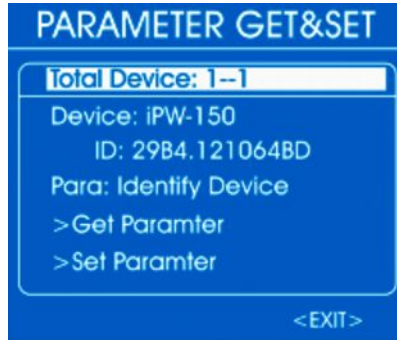 PARAMETER GET&SET
Total Device: 1--1
Device: iPW-150
ID: 29B4.121064BD
Para: Identify Device
>Get Paramter
>Set Paramter
<EXIT>